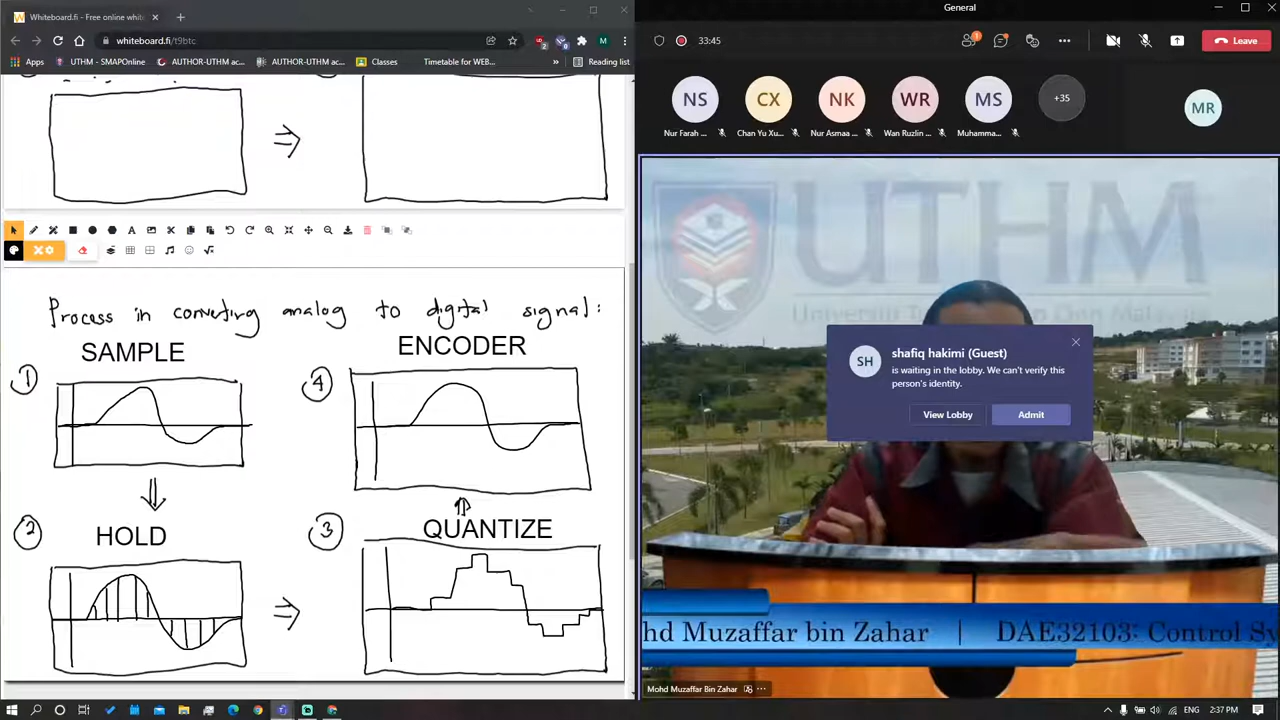 Whiteboard.fi - Free online whit
whiteboard.fi/t9btc
Apps
UTHM - SMAPOnline
AUTHOR-UTHM ac...
AUTHOR-UTHM ac...
Classes
Timetable for WEB...
»
Reading list
Process in converting analog to digital signal:
SAMPLE
ENCODER
1
4
HOLD
QUANTIZE
2
3
General
33:45
1
Leave
NS
CX
NK
WR
MS
+35
MR
Nur Farah ...
Chan Yu Xu...
Nur Asmaa ...
Wan Ruzlin ...
Muhamma...
UTHM
SH
shafiq hakimi (Guest)
is waiting in the lobby. We can't verify this
person's identity.
View Lobby
Admit
hd Muzaffar bin Zahar | DAE32103: Control Sy
Mohd Muzaffar Bin Zahar
ENG
2:37 PM